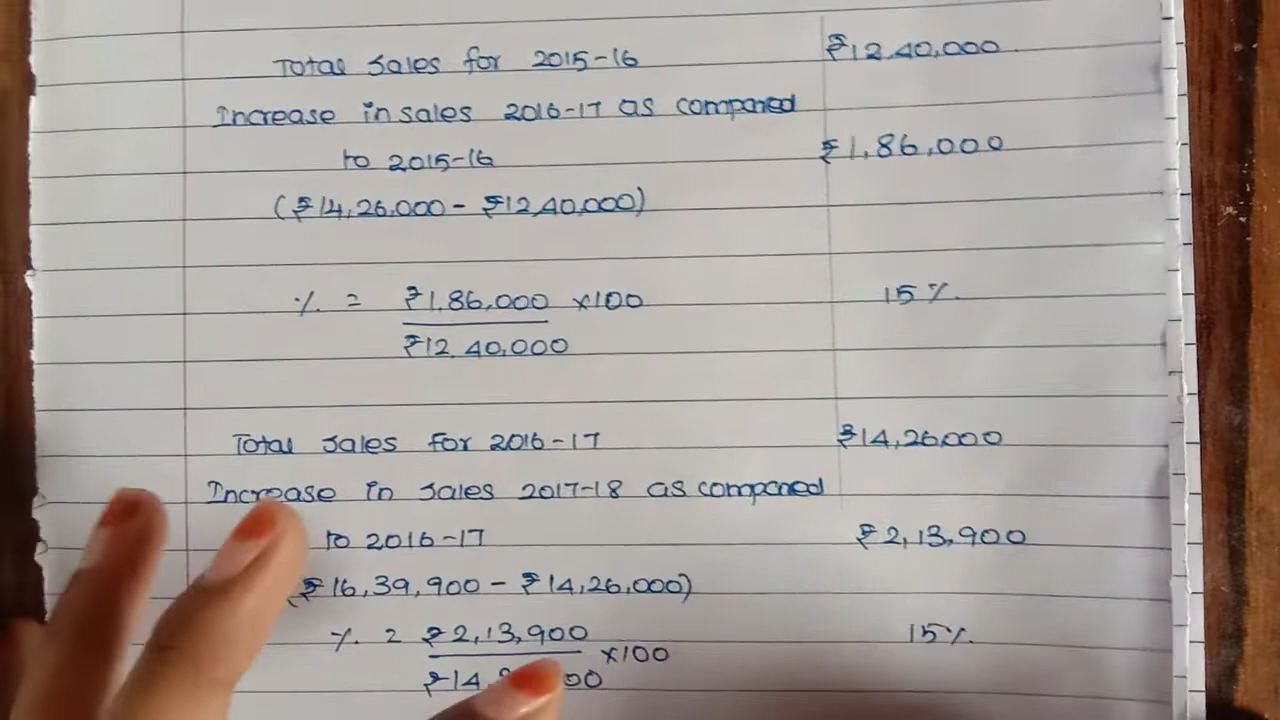 Total sales for 2015-16 ₹12,40,000
Increase in sales 2016-17 as compared
to 2015-16 ₹1,86,000
(₹14,26,000 - ₹12,40,000)
% = ₹1,86,000 ×100 15%
₹12,40,000
Total sales for 2016-17 ₹14,26,000
Increase in sales 2017-18 as compared
to 2016-17 ₹2,13,900
(₹16,39,900 - ₹14,26,000)
% = ₹2,13,900 ×100 15%